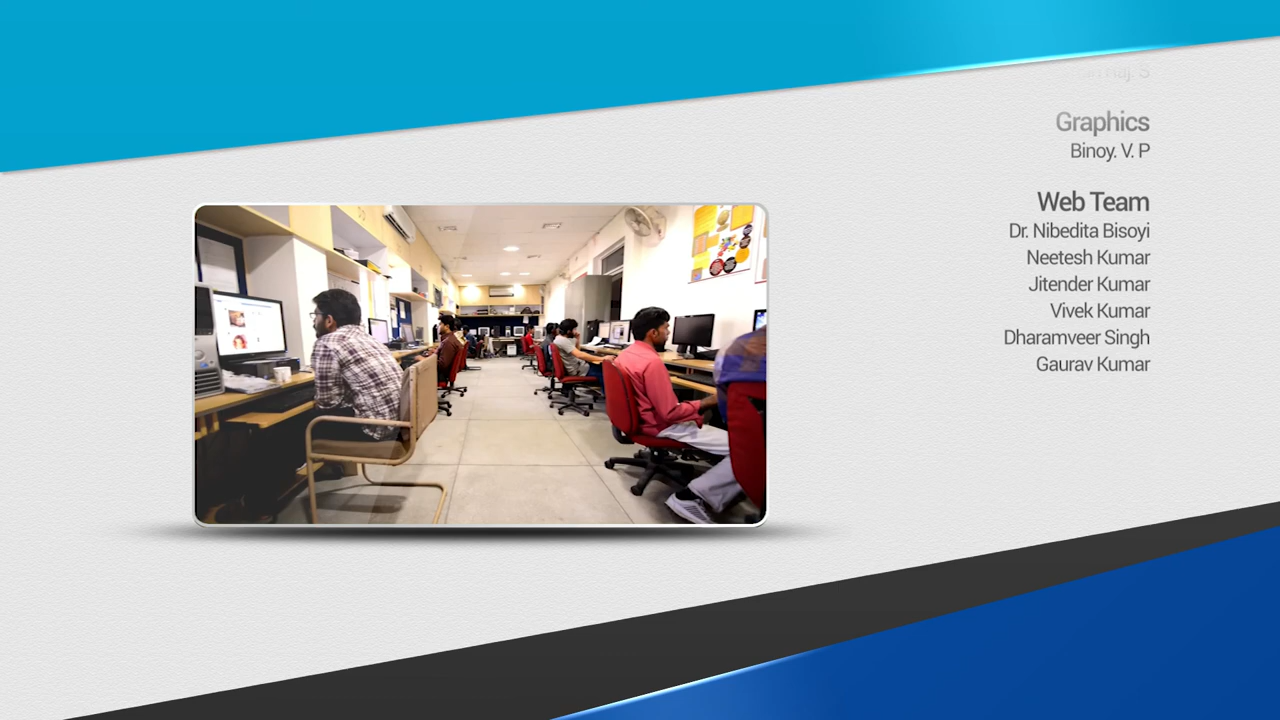 Graphics
Binoy. V. P
Web Team
Dr. Nibedita Bisoyi
Neetesh Kumar
Jitender Kumar
Vivek Kumar
Dharamveer Singh
Gaurav Kumar